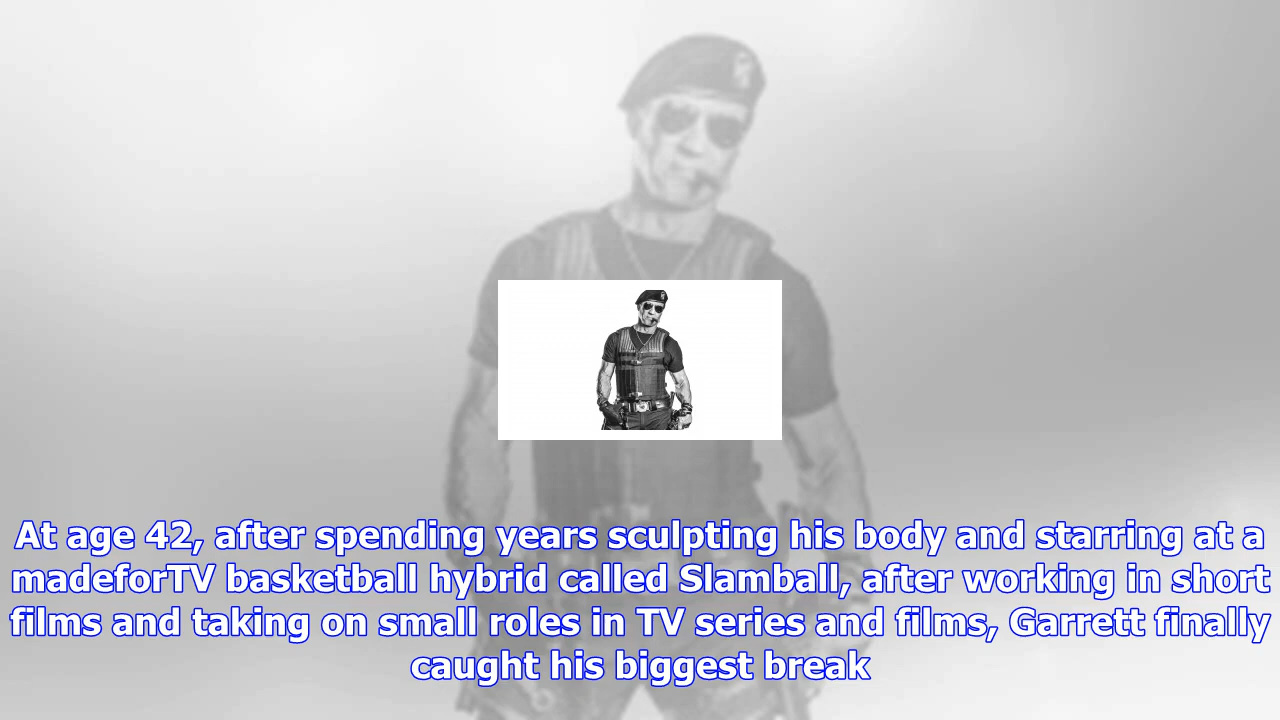 At age 42, after spending years sculpting his body and starring at a
madeforTV basketball hybrid called Slamball, after working in short
films and taking on small roles in TV series and films, Garrett finally
caught his biggest break